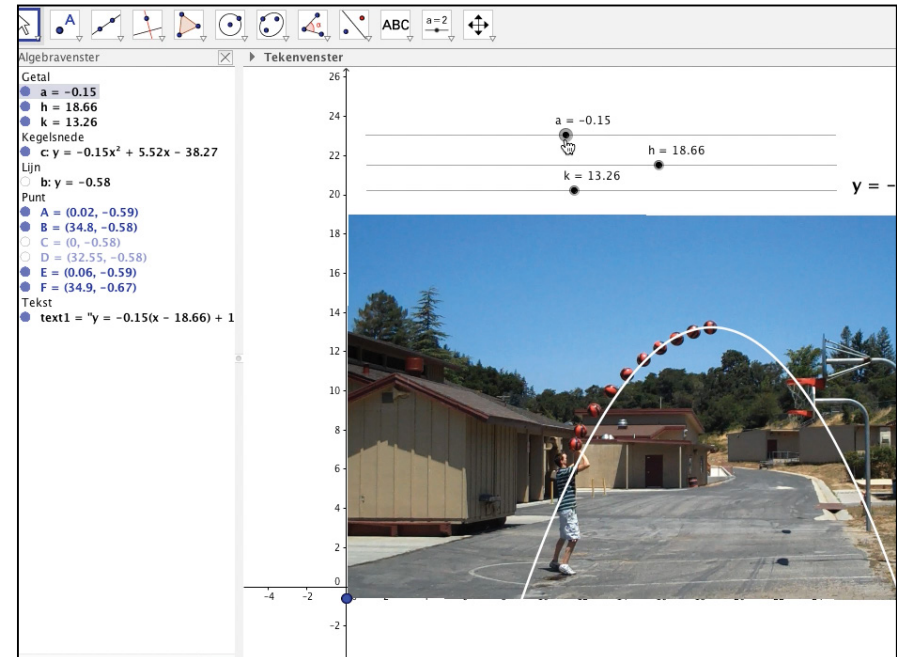 ABC
a=2
Algebravenster
Tekenvenster
Getal
a = -0.15
h = 18.66
k = 13.26
Kegelsnede
c: y = -0.15x² + 5.52x - 38.27
Lijn
b: y = -0.58
Punt
A = (0.02, -0.59)
B = (34.8, -0.58)
C = (0, -0.58)
D = (32.55, -0.58)
E = (0.06, -0.59)
F = (34.9, -0.67)
Tekst
text1 = "y = -0.15(x - 18.66) + 1
26
24
22
20
18
16
14
12
10
8
6
4
2
0
-2
-4
-2
a = -0.15
h = 18.66
k = 13.26
y = -